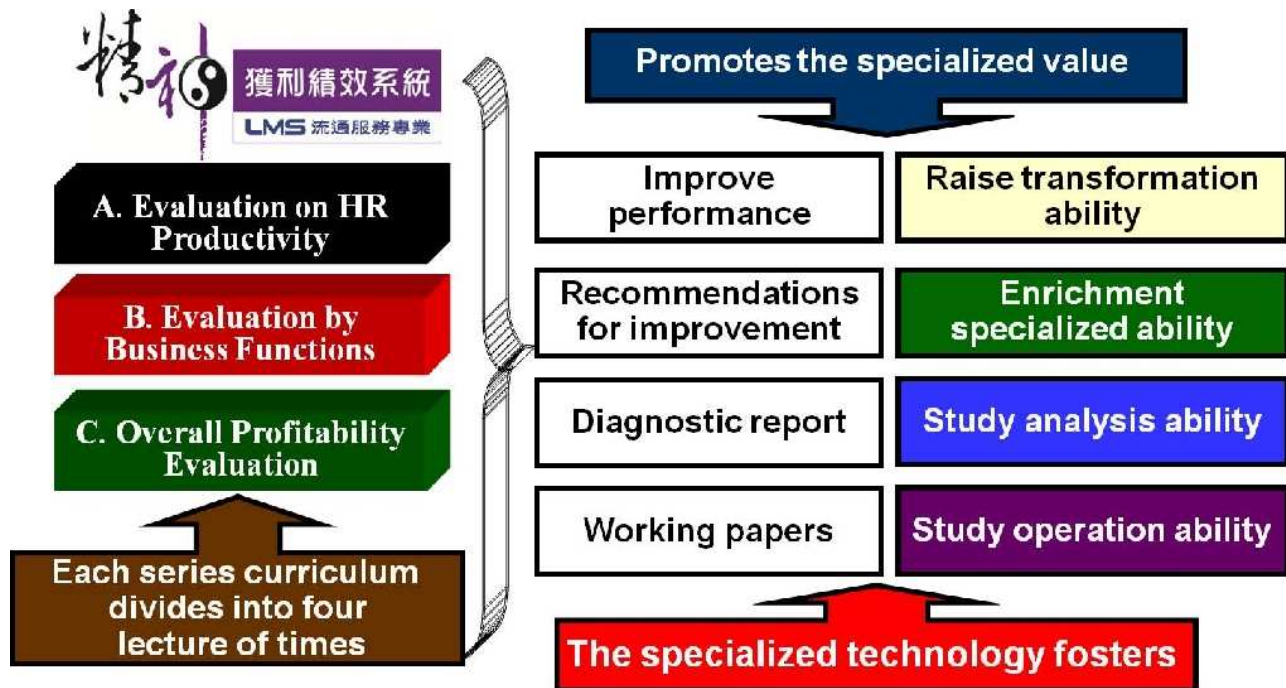 精神
獲利績效系統
LMS 流通服務專業
A. Evaluation on HR
Productivity
B. Evaluation by
Business Functions
C. Overall Profitability
Evaluation
Each series curriculum
divides into four
lecture of times
Promotes the specialized value
Improve
performance
Raise transformation
ability
Recommendations
for improvement
Enrichment
specialized ability
Diagnostic report
Study analysis ability
Working papers
Study operation ability
The specialized technology fosters